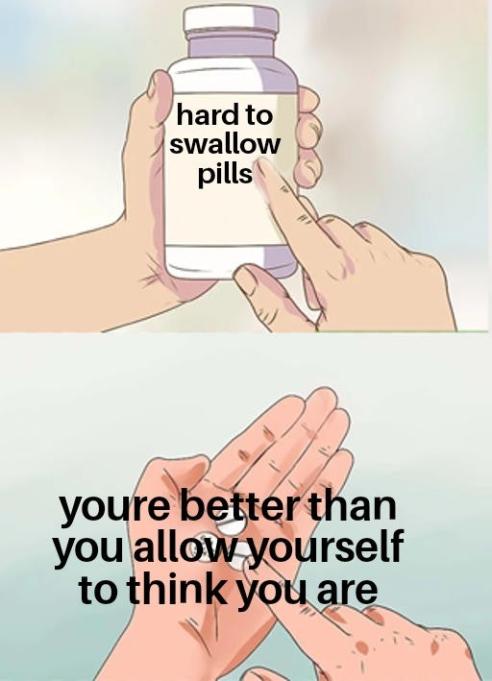 hard to
swallow
pills
youre better than
you allow yourself
to think you are